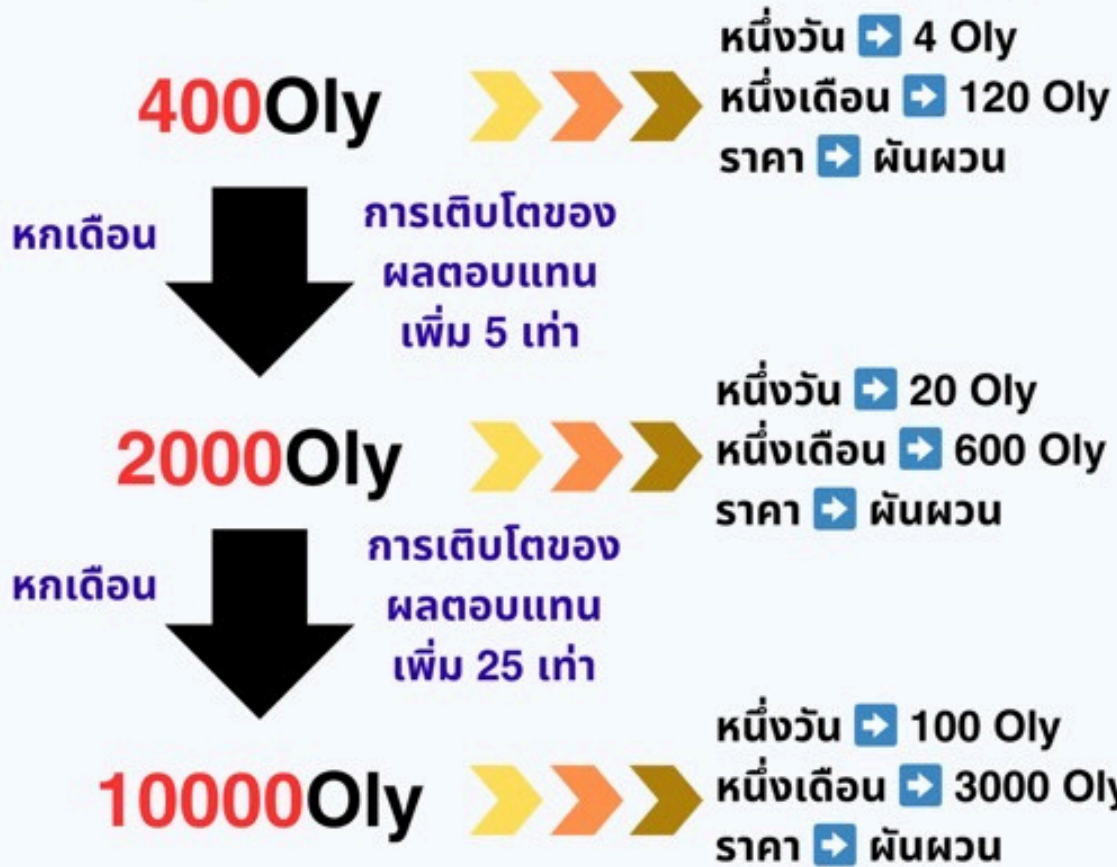 400Oly
หนึ่งวัน ➡ 4 Oly
หนึ่งเดือน ➡ 120 Oly
ราคา ➡ ผันผวน
หกเดือน
การเติบโตของ
ผลตอบแทน
เพิ่ม 5 เท่า
2000Oly
หนึ่งวัน ➡ 20 Oly
หนึ่งเดือน ➡ 600 Oly
ราคา ➡ ผันผวน
หกเดือน
การเติบโตของ
ผลตอบแทน
เพิ่ม 25 เท่า
10000Oly
หนึ่งวัน ➡ 100 Oly
หนึ่งเดือน ➡ 3000 Oly
ราคา ➡ ผันผวน